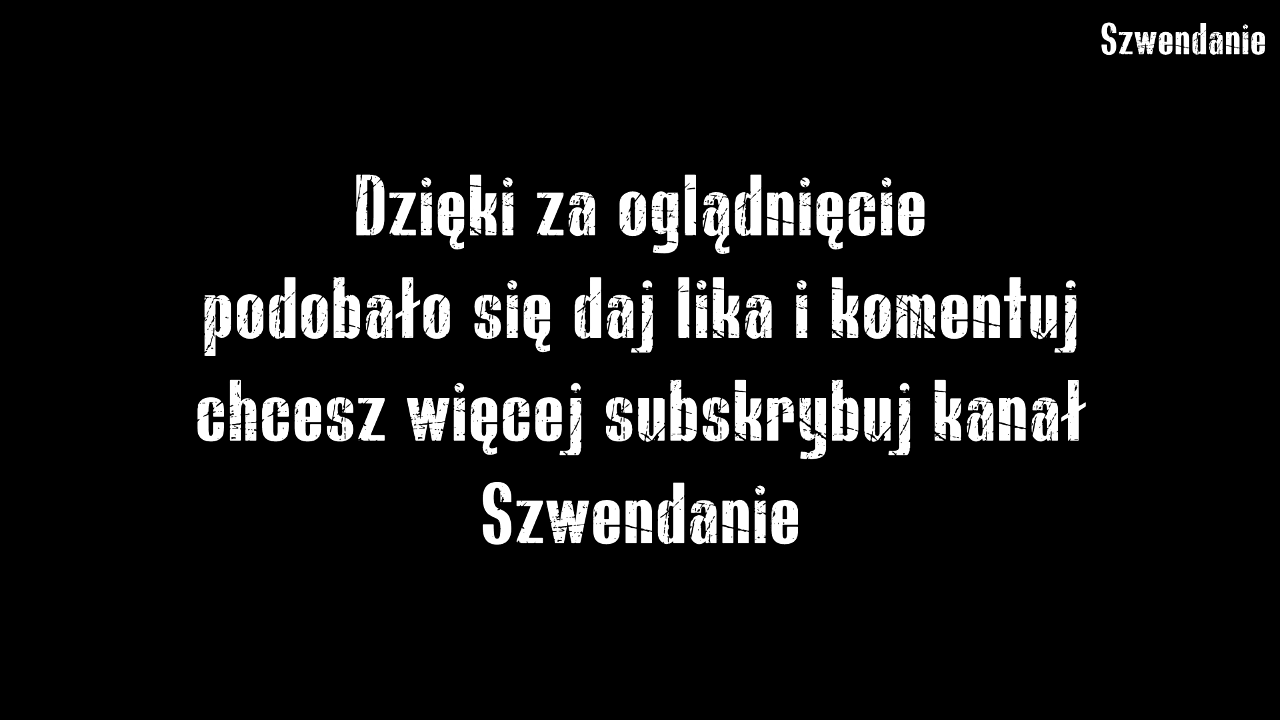 Szwendanie
Dzięki za oglądnięcie
podobało się daj lika i komentuj
chcesz więcej subskrybuj kanał
Szwendanie